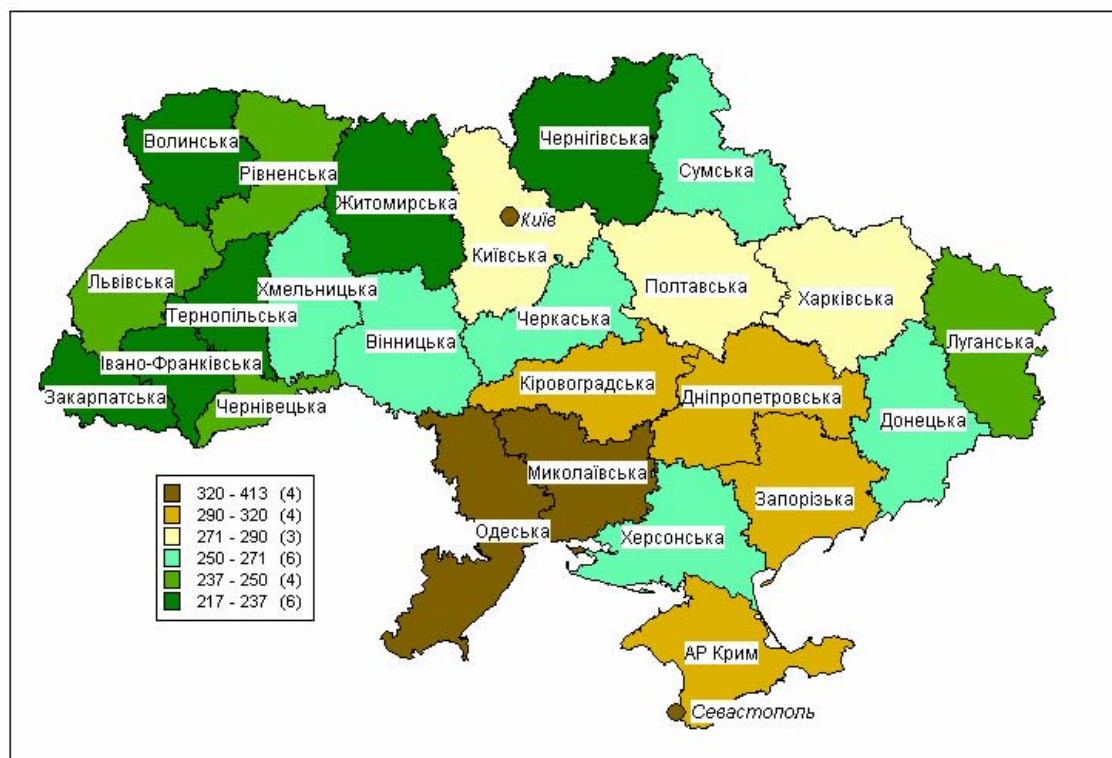 Волинська
Рівненська
Житомирська
Чернігівська
Сумська
Київ
Київська
Львівська
Тернопільська
Хмельницька
Вінницька
Черкаська
Полтавська
Харківська
Луганська
Івано-Франківська
Закарпатська
Чернівецька
Кіровоградська
Дніпропетровська
Донецька
Миколаївська
Запорізька
Одеська
Херсонська
АР Крим
Севастополь
320 - 413 (4)
290 - 320 (4)
271 - 290 (3)
250 - 271 (6)
237 - 250 (4)
217 - 237 (6)